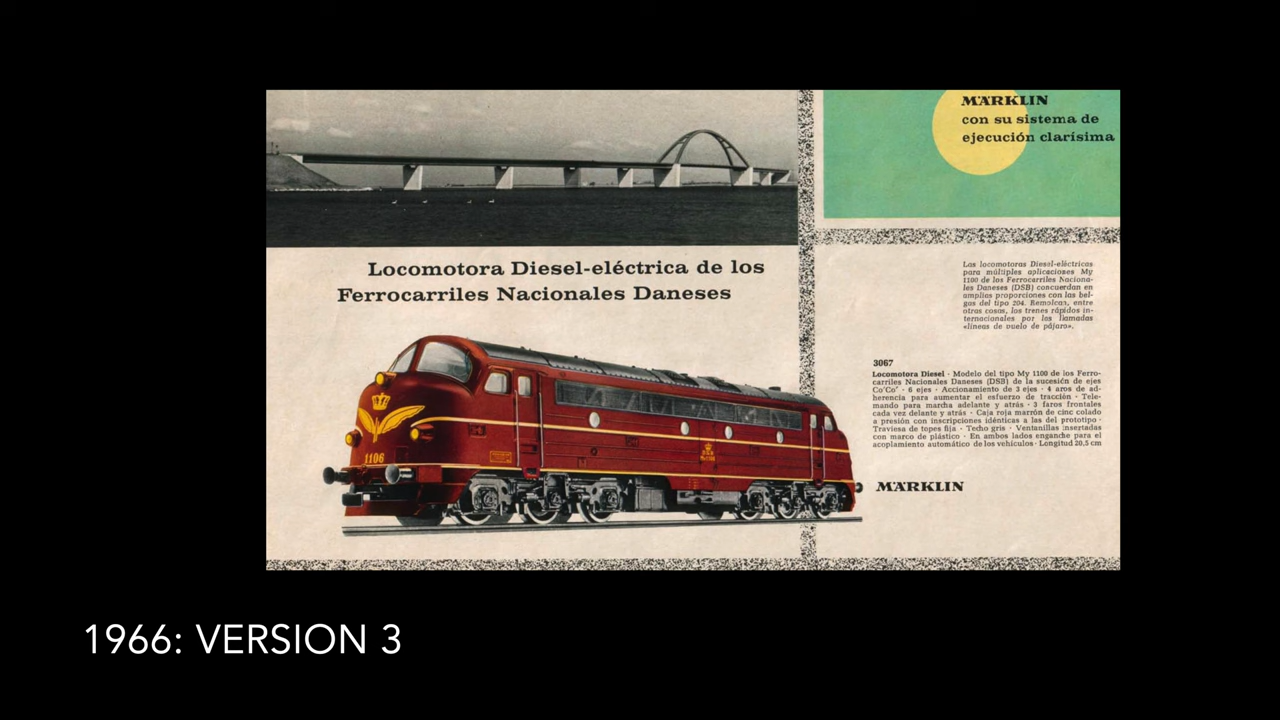 MÄRKLIN
con su sistema de
ejecución clarísima
Locomotora Diesel-eléctrica de los
Ferrocarriles Nacionales Daneses
Las locomotoras Diesel-eléctricas
para múltiples aplicaciones My
1100 de los Ferrocarriles Naciona-
les Daneses (DSB) concuerdan en
amplias proporciones con las bel-
gas del tipo 204. Remolcan, entre
otras cosas, los trenes rápidos in-
ternacionales por las llamadas
«líneas de vuelo de pájaro».
3067
Locomotora Diesel · Modelo del tipo My 1100 de los Ferro-
carriles Nacionales Daneses (DSB) de la sucesión de ejes
Co'Co' · 6 ejes · Accionamiento de 3 ejes · 4 aros de ad-
herencia para aumentar el esfuerzo de tracción · Tele-
mando para marcha adelante y atrás · 3 faros frontales
cada vez delante y atrás · Caja roja marrón de cinc colado
a presión con inscripciones idénticas a las del prototipo ·
Traviesa de topes fija · Techo gris · Ventanillas insertadas
con marco de plástico · En ambos lados enganche para el
acoplamiento automático de los vehículos · Longitud 20,5 cm
1106
MÄRKLIN
1966: VERSION 3